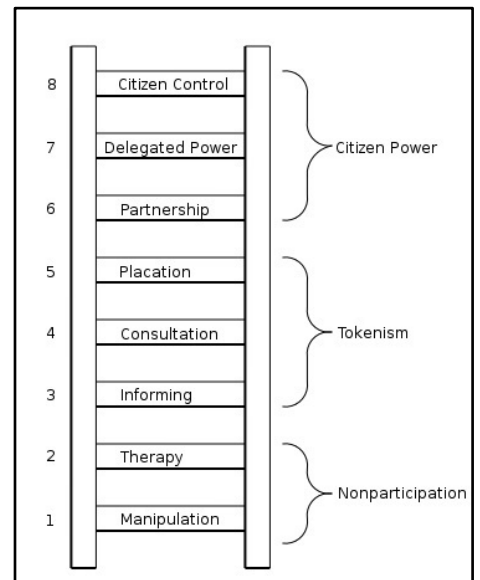 8 Citizen Control
7 Delegated Power
Citizen Power
6 Partnership
5 Placation
4 Consultation
Tokenism
3 Informing
2 Therapy
Nonparticipation
1 Manipulation